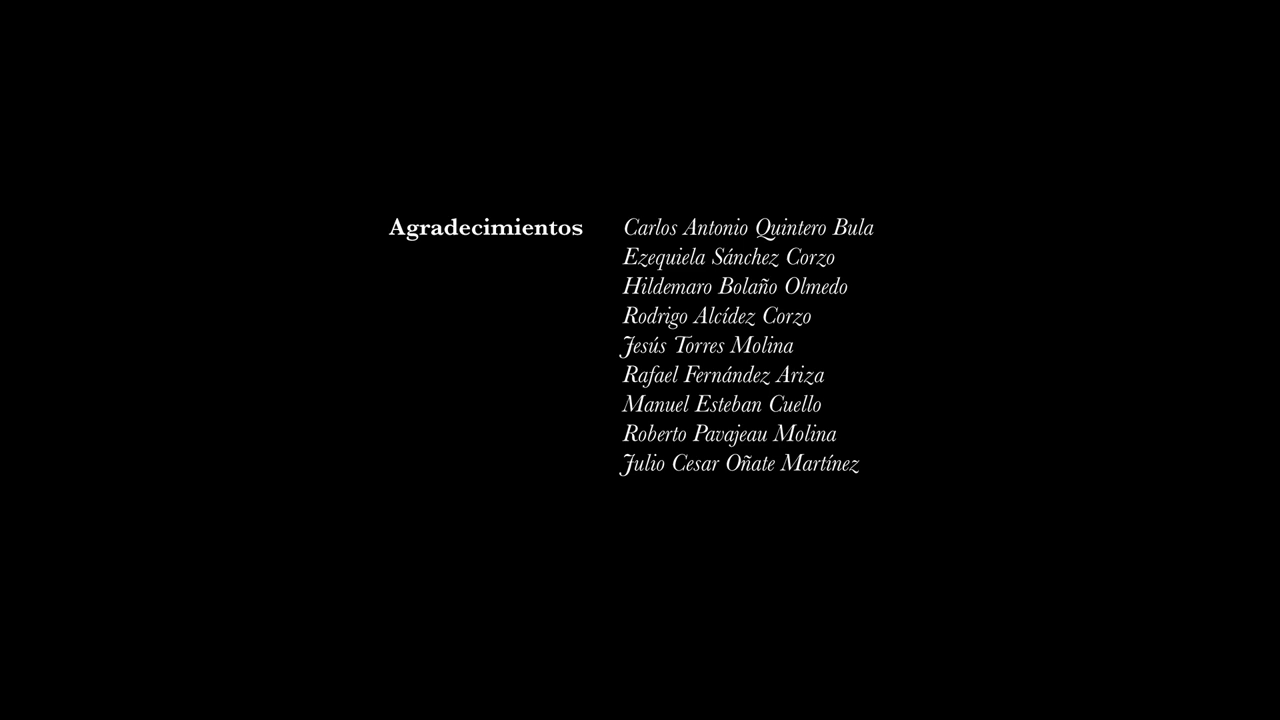 Agradecimientos Carlos Antonio Quintero Bula
Ezequiela Sánchez Corzo
Hildemaro Bolaño Olmedo
Rodrigo Alcídez Corzo
Jesús Torres Molina
Rafael Fernández Ariza
Manuel Esteban Cuello
Roberto Pavajeau Molina
Julio Cesar Oñate Martínez